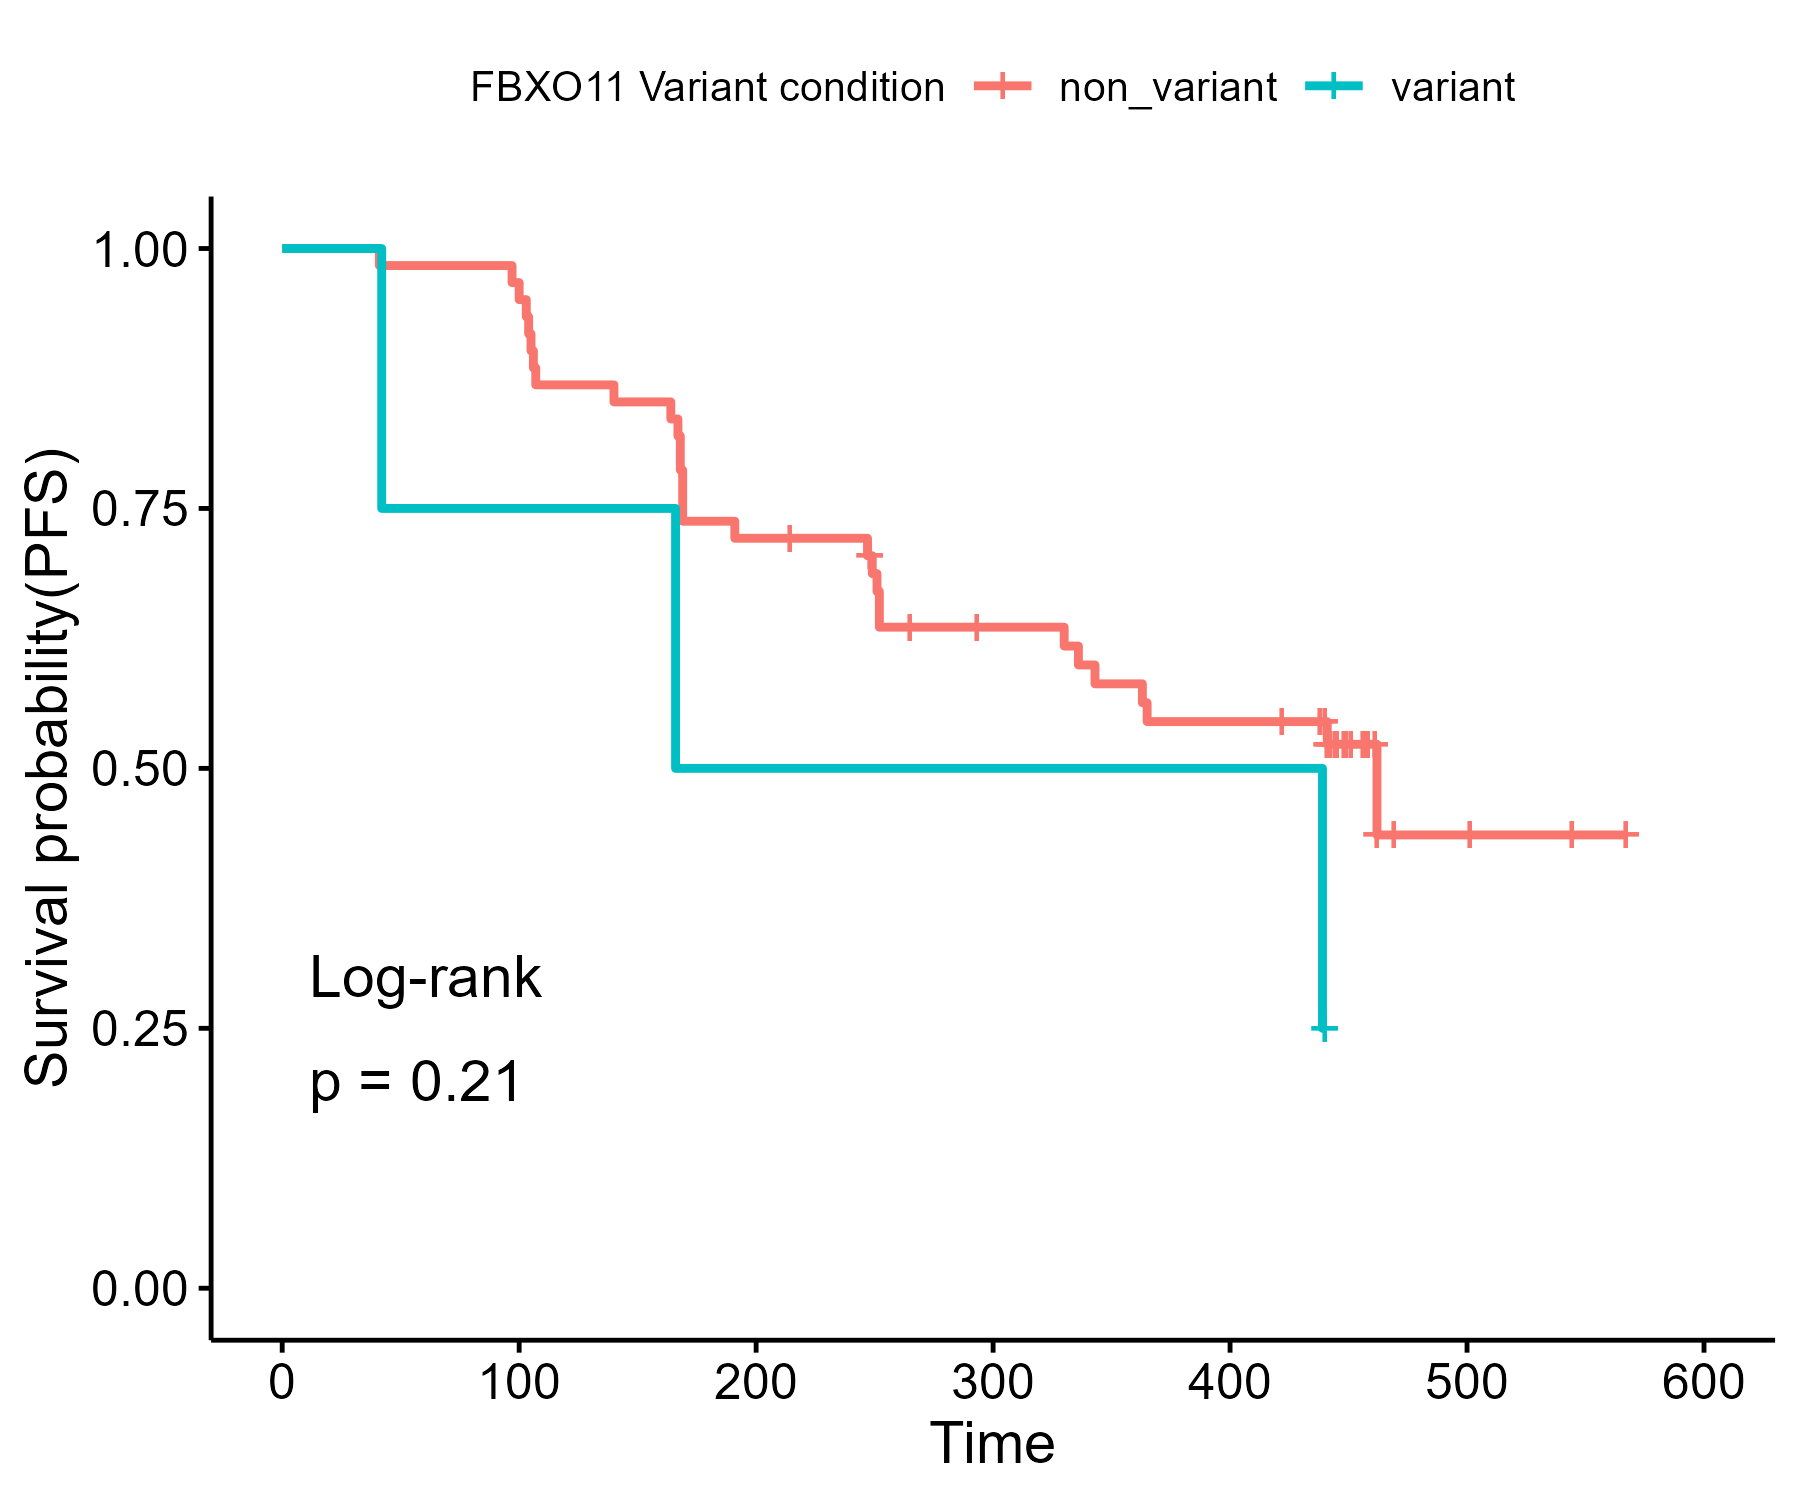 FBXO11 Variant condition non_variant variant
Survival probability(PFS)
1.00
0.75
0.50
0.25
0.00
Log-rank
p = 0.21
0 100 200 300 400 500 600
Time